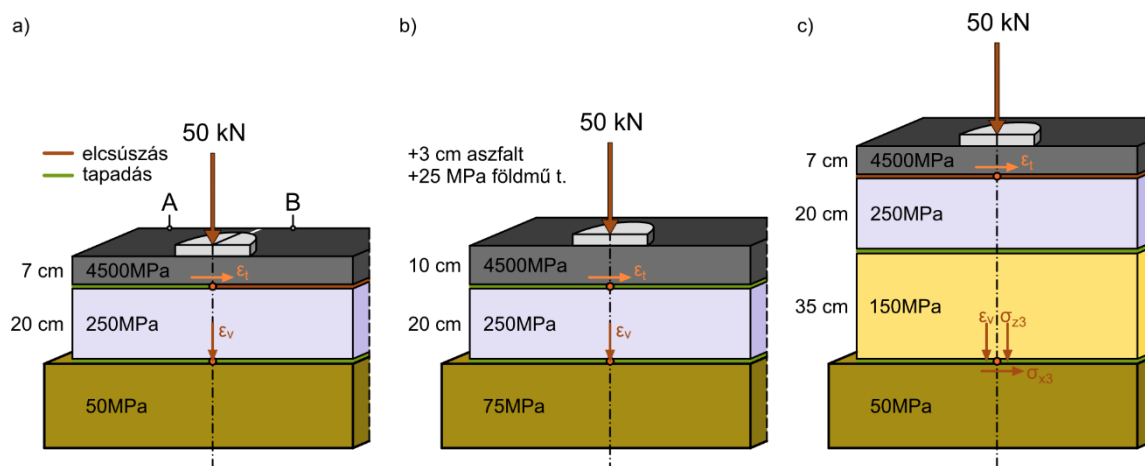 a)
50 kN
elcsúszás
tapadás
A
B
7 cm
4500MPa
εt
20 cm
250MPa
εv
50MPa
b)
50 kN
+3 cm aszfalt
+25 MPa földmű t.
10 cm
4500MPa
εt
20 cm
250MPa
εv
75MPa
c)
50 kN
7 cm
4500MPa
εt
20 cm
250MPa
35 cm
150MPa
εv σz3
σx3
50MPa